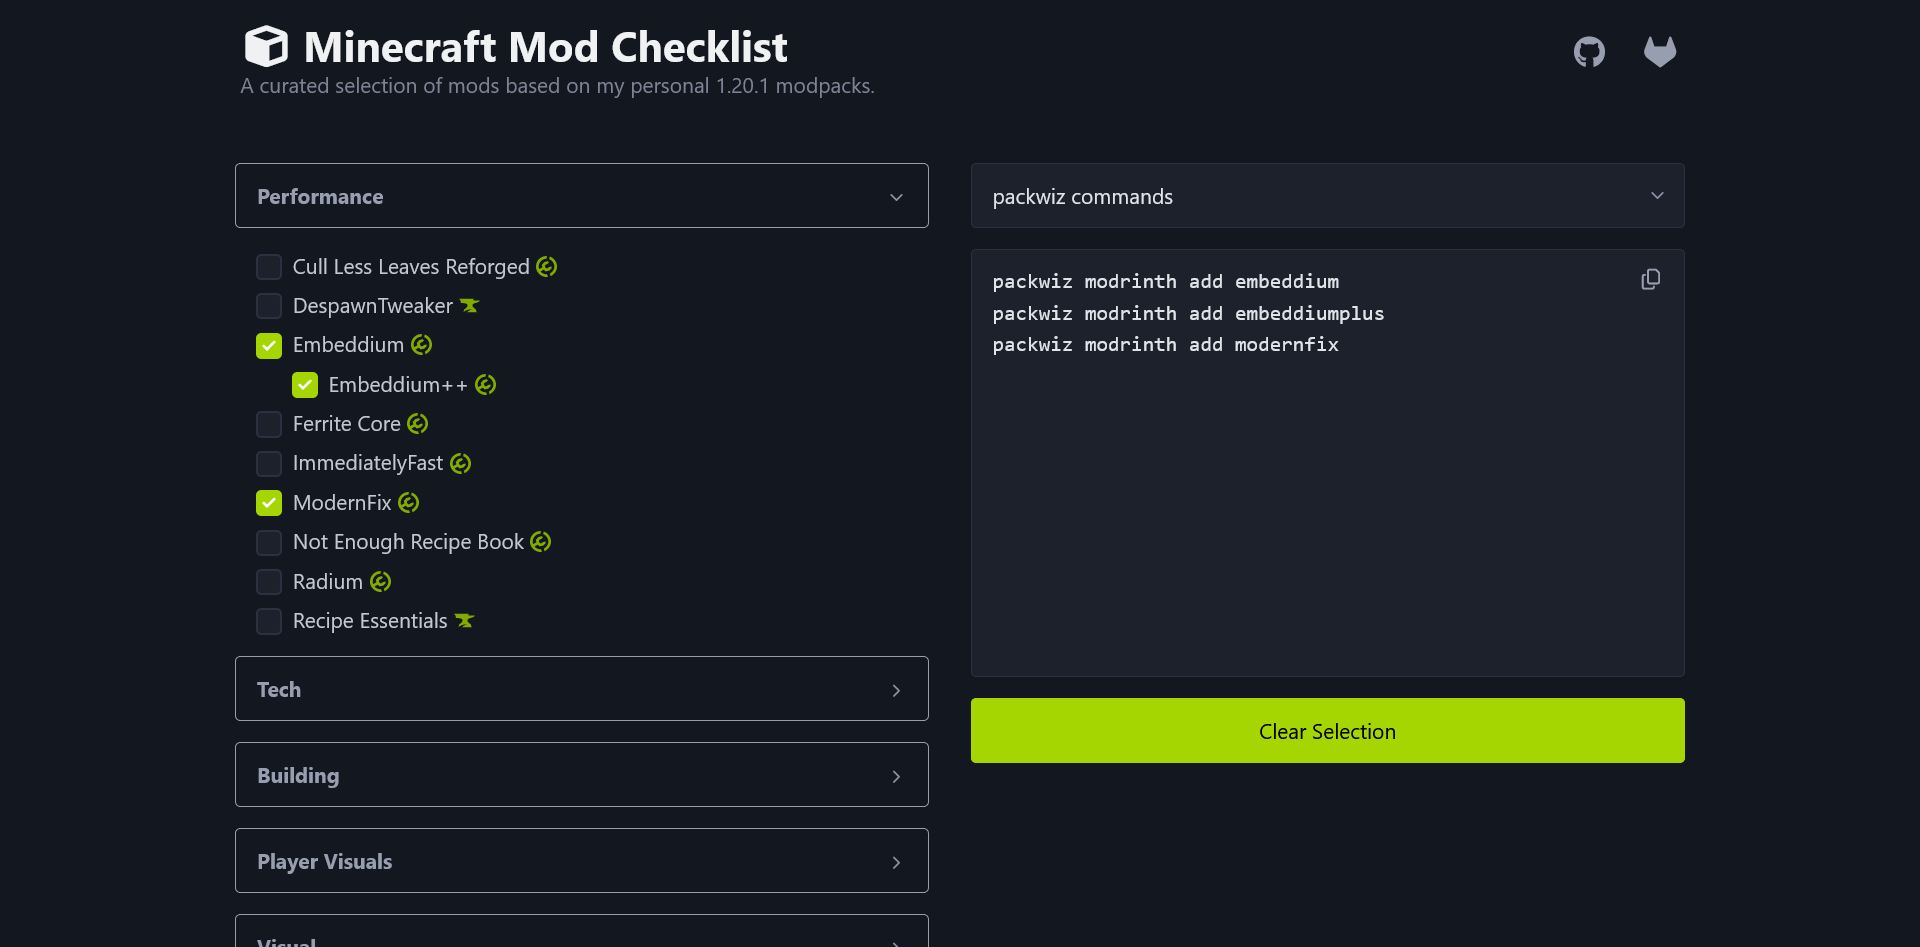 Minecraft Mod Checklist
A curated selection of mods based on my personal 1.20.1 modpacks.
Performance
Cull Less Leaves Reforged
DespawnTweaker
Embeddium
Embeddium++
Ferrite Core
ImmediatelyFast
ModernFix
Not Enough Recipe Book
Radium
Recipe Essentials
Tech
Building
Player Visuals
Visual
packwiz commands
packwiz modrinth add embeddium
packwiz modrinth add embeddiumplus
packwiz modrinth add modernfix
Clear Selection